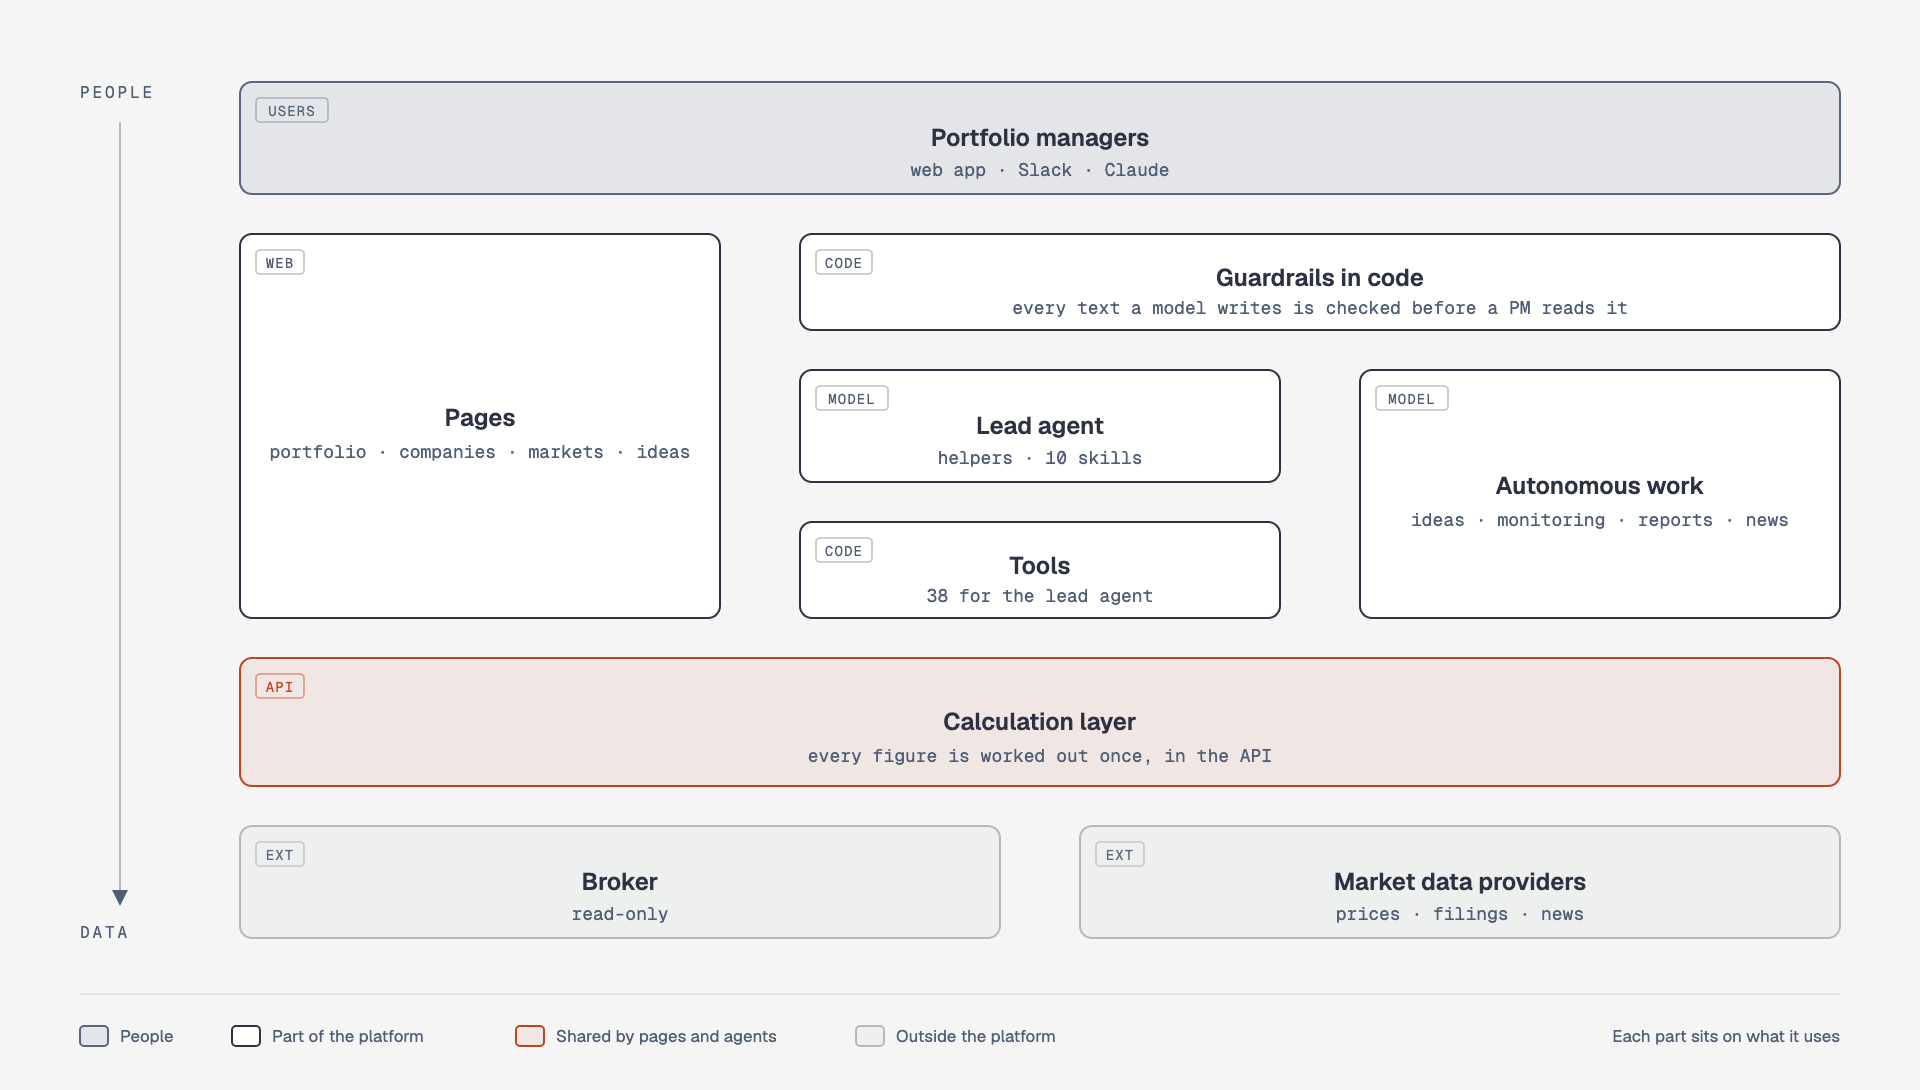 PEOPLE
USERS
Portfolio managers
web app · Slack · Claude
WEB
Pages
portfolio · companies · markets · ideas
CODE
Guardrails in code
every text a model writes is checked before a PM reads it
MODEL
Lead agent
helpers · 10 skills
MODEL
Autonomous work
ideas · monitoring · reports · news
CODE
Tools
38 for the lead agent
API
Calculation layer
every figure is worked out once, in the API
EXT
Broker
read-only
EXT
Market data providers
prices · filings · news
DATA
People
Part of the platform
Shared by pages and agents
Outside the platform
Each part sits on what it uses